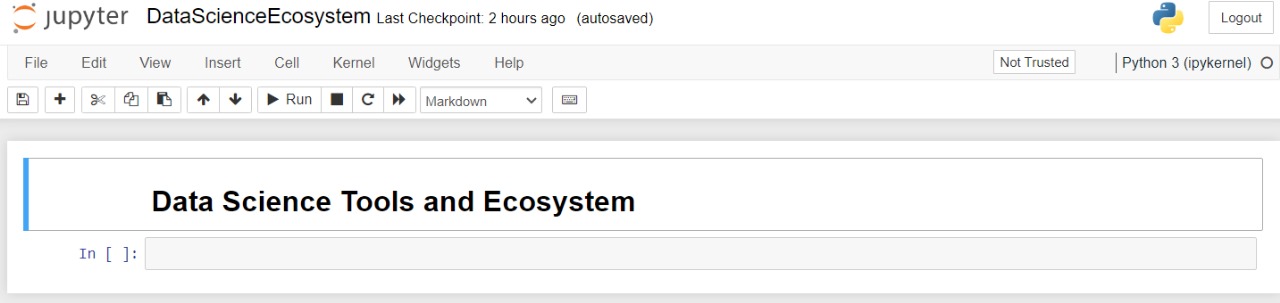 jupyter DataScienceEcosystem Last Checkpoint: 2 hours ago (autosaved) Logout
File Edit View Insert Cell Kernel Widgets Help Not Trusted Python 3 (ipykernel)
Run Markdown
Data Science Tools and Ecosystem
In [ ]: